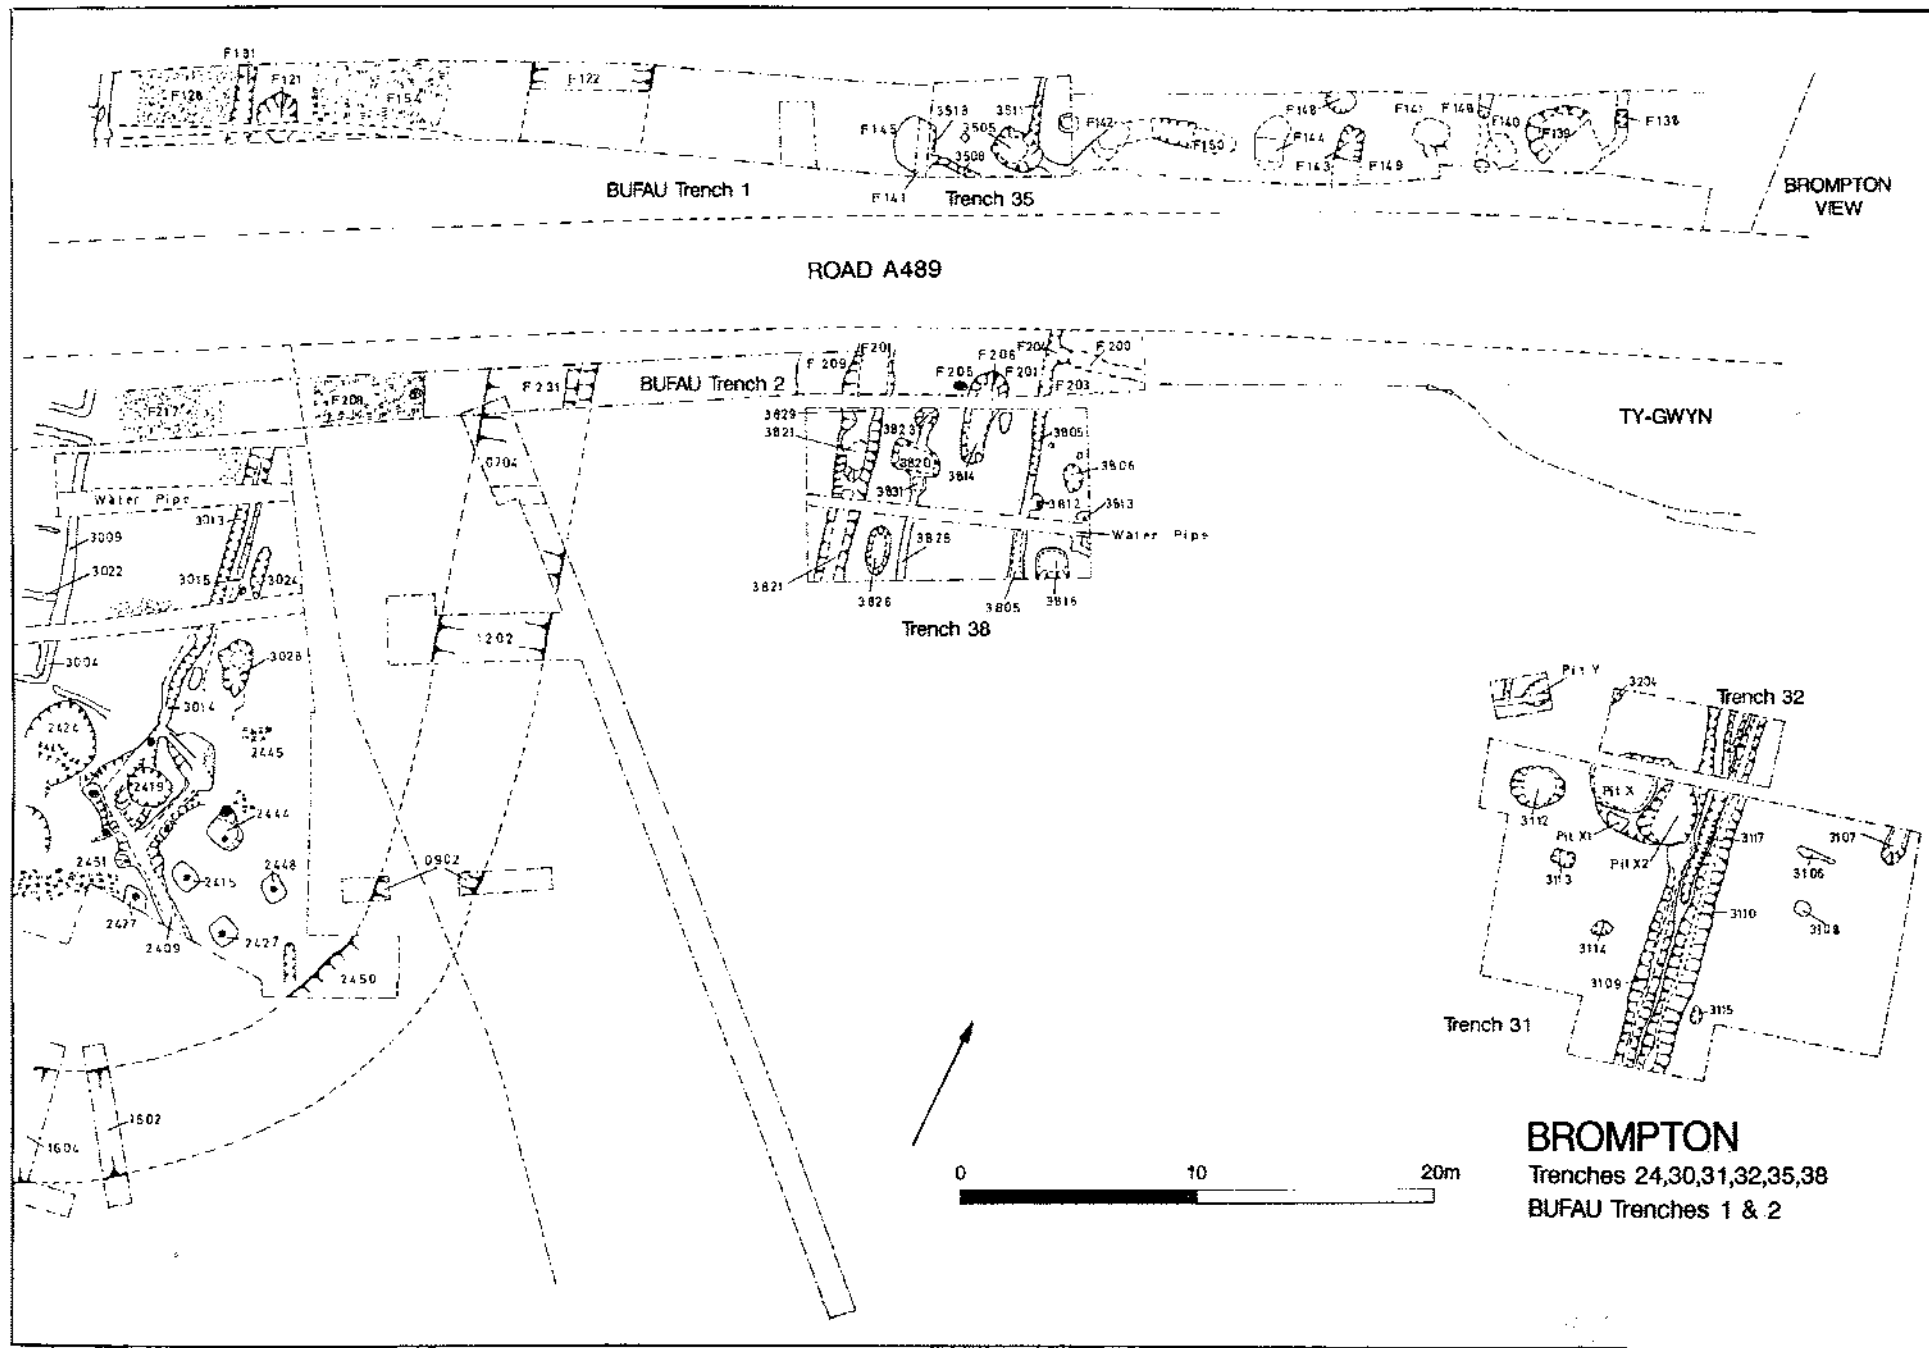 F131
F121
F128
F154
F122
F145
3513
3505
3511
3508
F141
F142
F150
F148
F144
F143
F149
F141
F146
F140
F139
F138
BUFAU Trench 1
Trench 35
BROMPTON
VIEW
ROAD A489
F217
F208
F231
BUFAU Trench 2
F209
F201
F205
F206
F201
F204
F200
F203
TY-GWYN
0704
Water Pipe
3013
3009
3022
3015
3024
3004
3028
3014
3829
3821
3823
3820
3831
3814
3805
3806
3812
3813
Water Pipe
3828
3821
3826
3805
3816
Trench 38
1202
2424
2445
2419
2444
2451
2415
2448
2427
2409
2427
0902
2450
1602
1604
Pit Y
3204
Trench 32
3112
Pit X
Pit X1
Pit X2
3117
3107
3106
3113
3110
3108
3114
3109
3115
Trench 31
0 10 20m
BROMPTON
Trenches 24,30,31,32,35,38
BUFAU Trenches 1 & 2